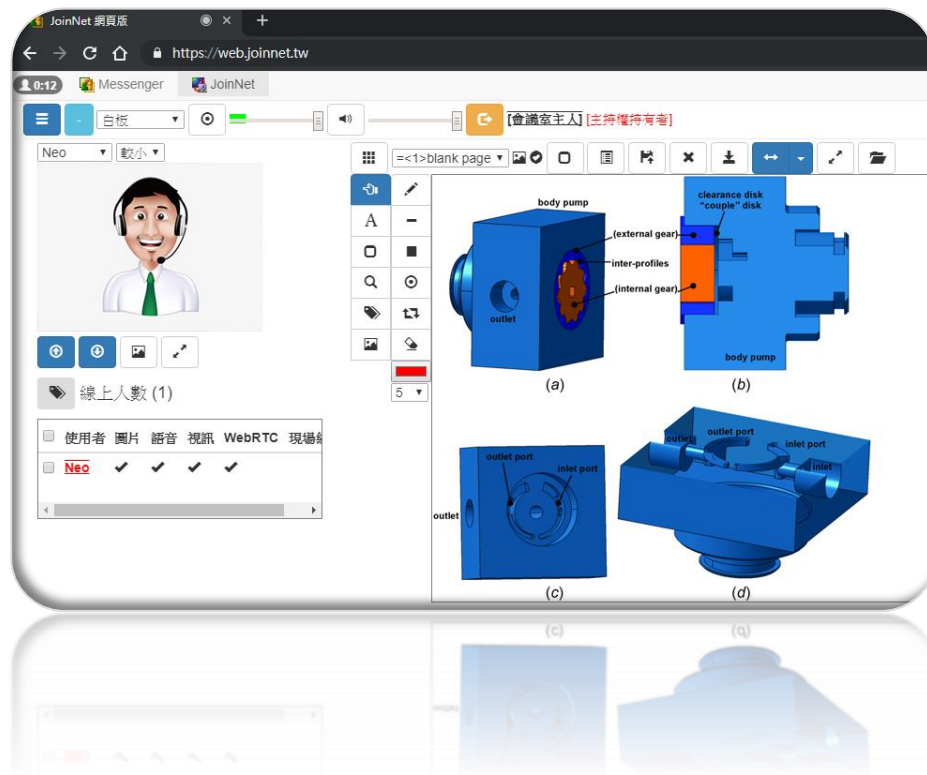 JoinNet 網頁版
https://web.joinnet.tw
0:12 Messenger JoinNet
白板 [會議室主人] [主持權持有者]
Neo 較小
=<1>blank page
A
5
線上人數 (1)
使用者 圖片 語音 視訊 WebRTC 現場
Neo
body pump
(external gear)
inter-profiles
(internal gear)
outlet
(a)
clearance disk
"couple" disk
body pump
(b)
outlet port
inlet port
outlet
(c)
outlet
outlet port
inlet port
inlet
(d)